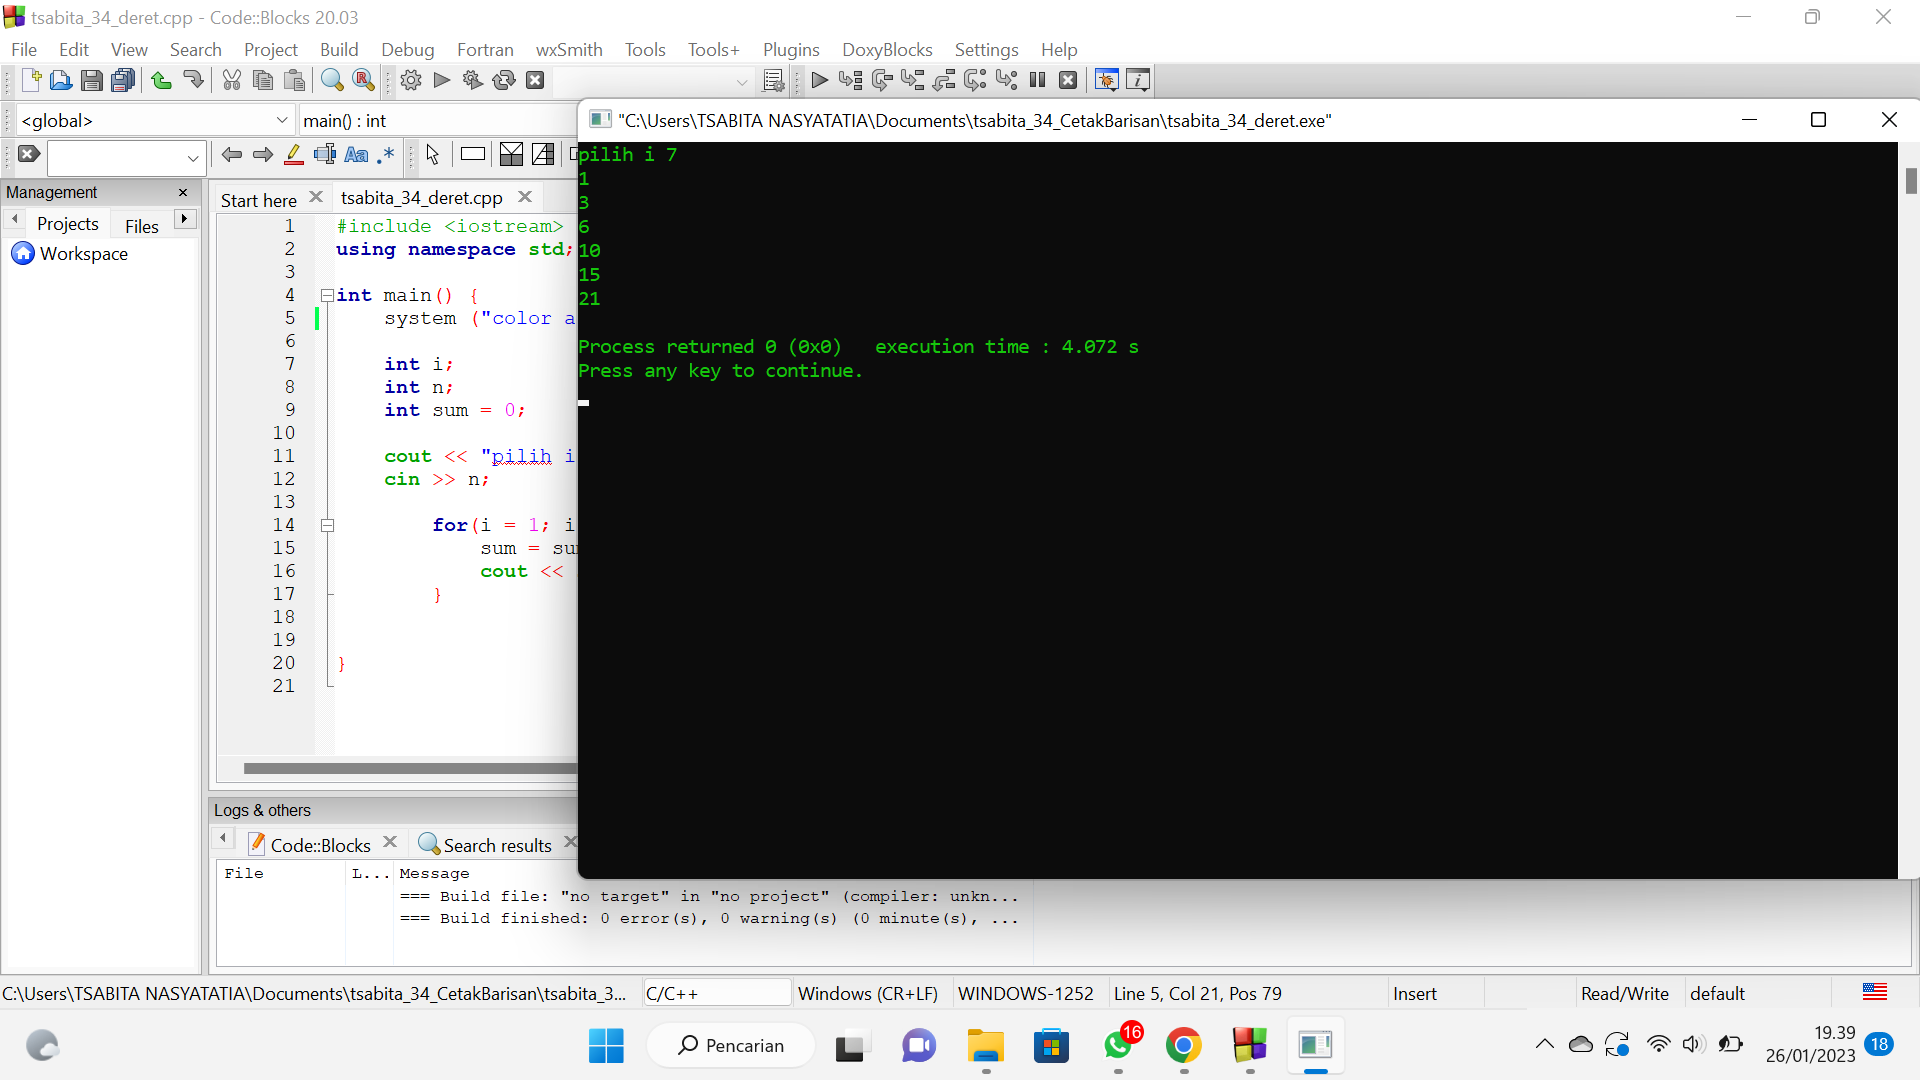 tsabita_34_deret.cpp - Code::Blocks 20.03
File Edit View Search Project Build Debug Fortran wxSmith Tools Tools+ Plugins DoxyBlocks Settings Help
<global>
main() : int
"C:\Users\TSABITA NASYATATIA\Documents\tsabita_34_CetakBarisan\tsabita_34_deret.exe"
Management
Projects Files
Workspace
Start here
tsabita_34_deret.cpp
1 #include <iostream>
2 using namespace std;
3
4 int main() {
5 system ("color a
6
7 int i;
8 int n;
9 int sum = 0;
10
11 cout << "pilih i
12 cin >> n;
13
14 for(i = 1; i
15 sum = su
16 cout <<
17 }
18
19
20 }
21
pilih i 7
1
3
6
10
15
21
Process returned 0 (0x0)   execution time : 4.072 s
Press any key to continue.
Logs & others
Code::Blocks
Search results
File L... Message
=== Build file: "no target" in "no project" (compiler: unkn...
=== Build finished: 0 error(s), 0 warning(s) (0 minute(s), ...
C:\Users\TSABITA NASYATATIA\Documents\tsabita_34_CetakBarisan\tsabita_3... C/C++ Windows (CR+LF) WINDOWS-1252 Line 5, Col 21, Pos 79 Insert Read/Write default
Pencarian
16
19.39
26/01/2023
18